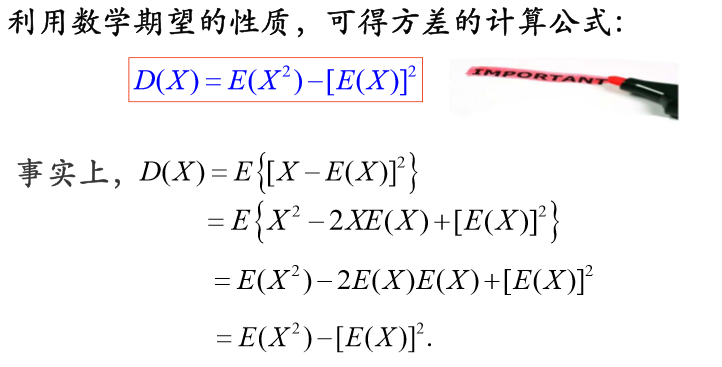 利用数学期望的性质，可得方差的计算公式：
D(X) = E(X²)−[E(X)]²
IMPORTANT
事实上，D(X) = E{[X−E(X)]²}
= E{X²−2XE(X)+[E(X)]²}
= E(X²)−2E(X)E(X)+[E(X)]²
= E(X²)−[E(X)]².